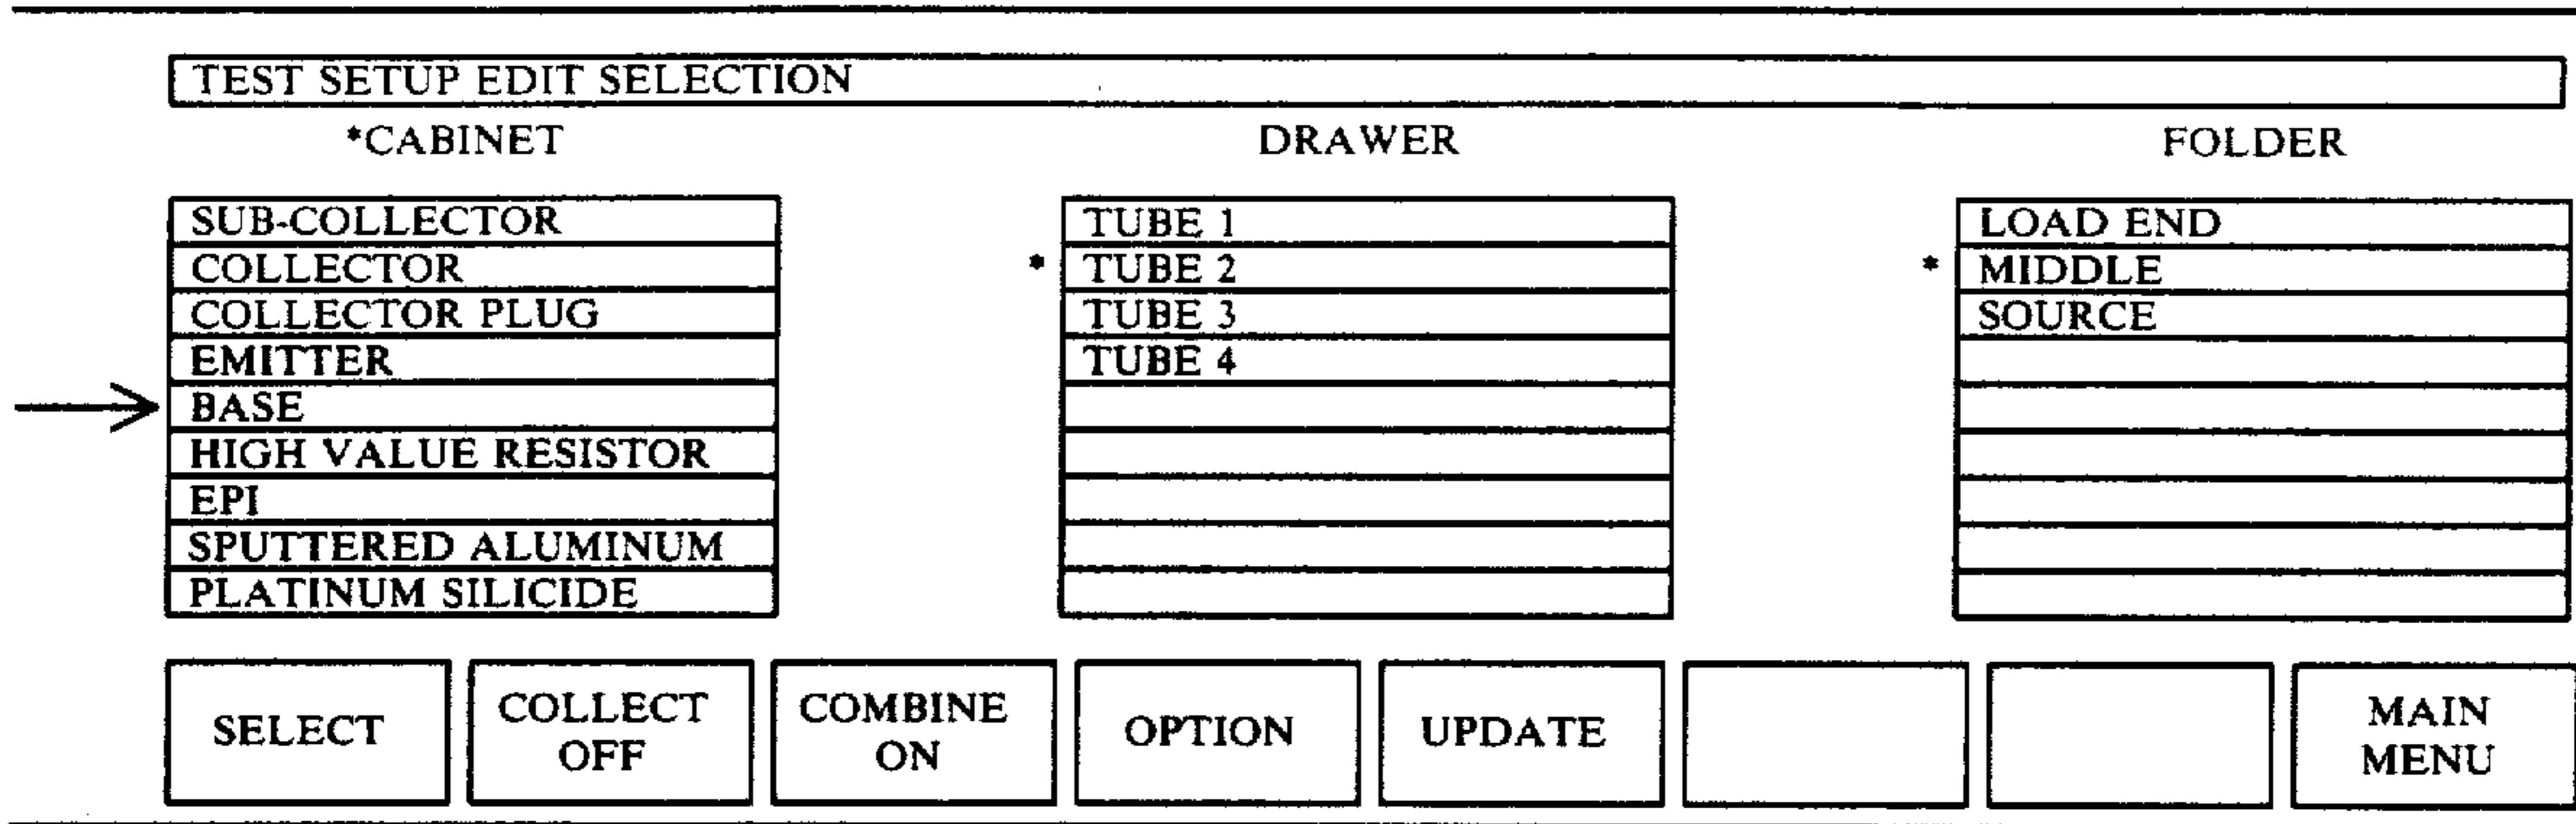 TEST SETUP EDIT SELECTION
*CABINET
DRAWER
FOLDER
SUB-COLLECTOR
COLLECTOR
COLLECTOR PLUG
EMITTER
BASE
HIGH VALUE RESISTOR
EPI
SPUTTERED ALUMINUM
PLATINUM SILICIDE
TUBE 1
* TUBE 2
TUBE 3
TUBE 4
LOAD END
* MIDDLE
SOURCE
SELECT
COLLECT
OFF
COMBINE
ON
OPTION
UPDATE
MAIN
MENU